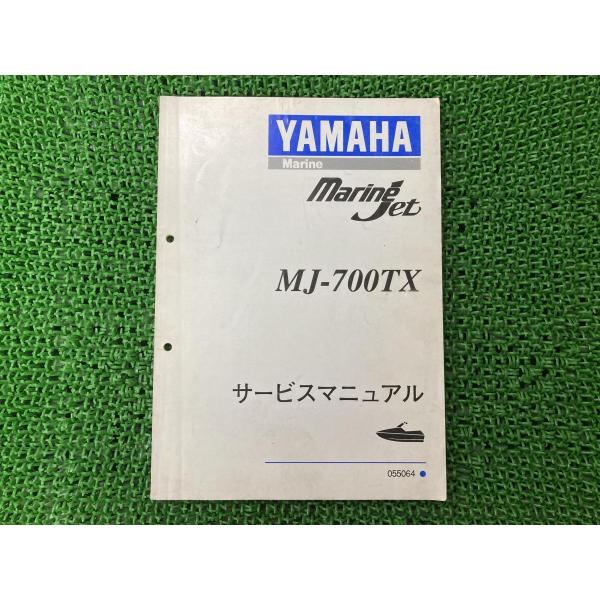 YAMAHA
Marine
Marine Jet
MJ-700TX
サービスマニュアル
055064